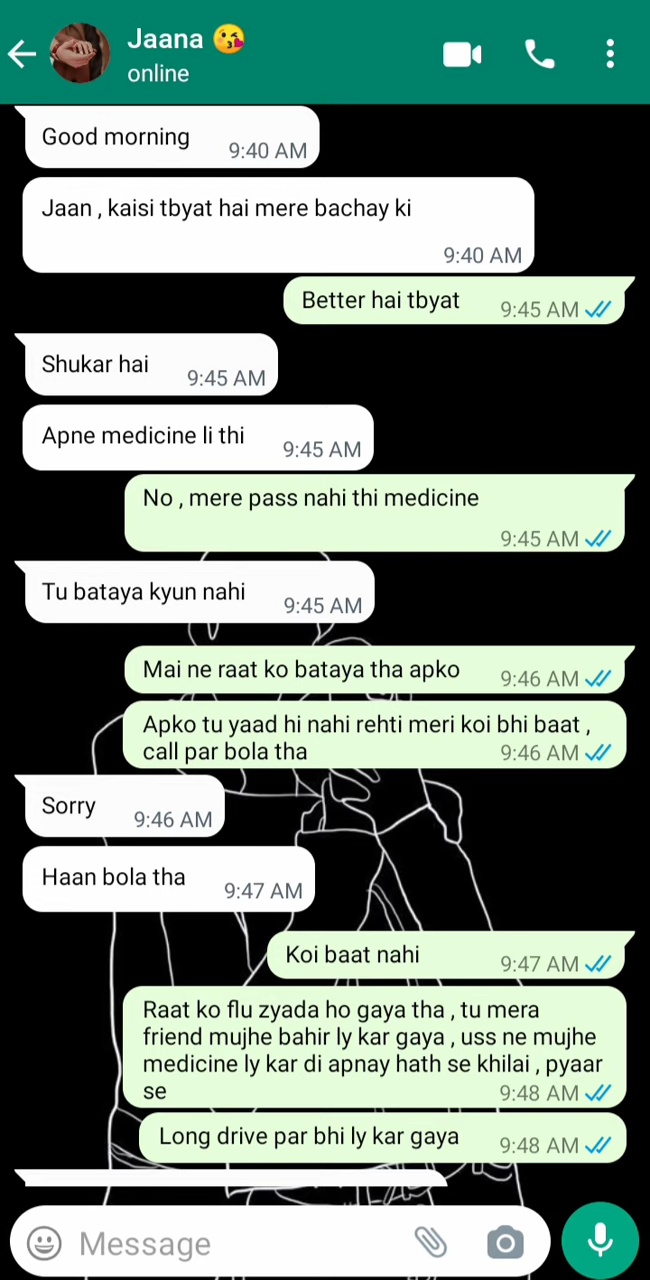 Jaana 😘
online
Good morning
9:40 AM
Jaan , kaisi tbyat hai mere bachay ki
9:40 AM
Better hai tbyat
9:45 AM
Shukar hai
9:45 AM
Apne medicine li thi
9:45 AM
No , mere pass nahi thi medicine
9:45 AM
Tu bataya kyun nahi
9:45 AM
Mai ne raat ko bataya tha apko
9:46 AM
Apko tu yaad hi nahi rehti meri koi bhi baat ,
call par bola tha
9:46 AM
Sorry
9:46 AM
Haan bola tha
9:47 AM
Koi baat nahi
9:47 AM
Raat ko flu zyada ho gaya tha , tu mera
friend mujhe bahir ly kar gaya , uss ne mujhe
medicine ly kar di apnay hath se khilai , pyaar
se
9:48 AM
Long drive par bhi ly kar gaya
9:48 AM
Message